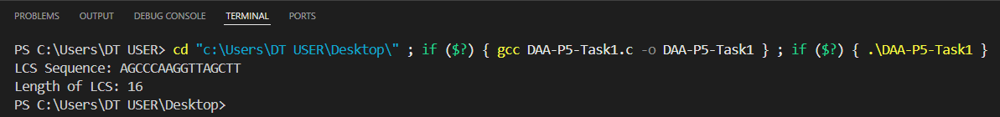 PROBLEMS OUTPUT DEBUG CONSOLE TERMINAL PORTS
PS C:\Users\DT USER> cd "c:\Users\DT USER\Desktop\" ; if ($?) { gcc DAA-P5-Task1.c -o DAA-P5-Task1 } ; if ($?) { .\DAA-P5-Task1 }
LCS Sequence: AGCCCAAGGTTAGCTT
Length of LCS: 16
PS C:\Users\DT USER\Desktop>